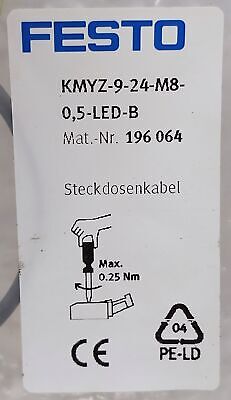 FESTO
KMYZ-9-24-M8-
0,5-LED-B
Mat.-Nr. 196 064
Steckdosenkabel
Max.
0.25 Nm
04
PE-LD
CE